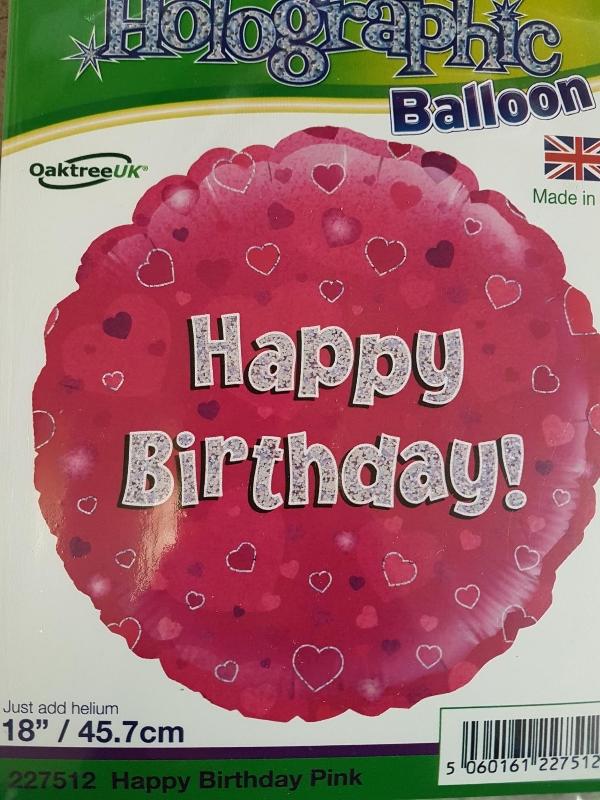 Holographic
Balloon
OaktreeUK®
Made in
Happy
Birthday!
Just add helium
18” / 45.7cm
227512 Happy Birthday Pink
5 060161 227512